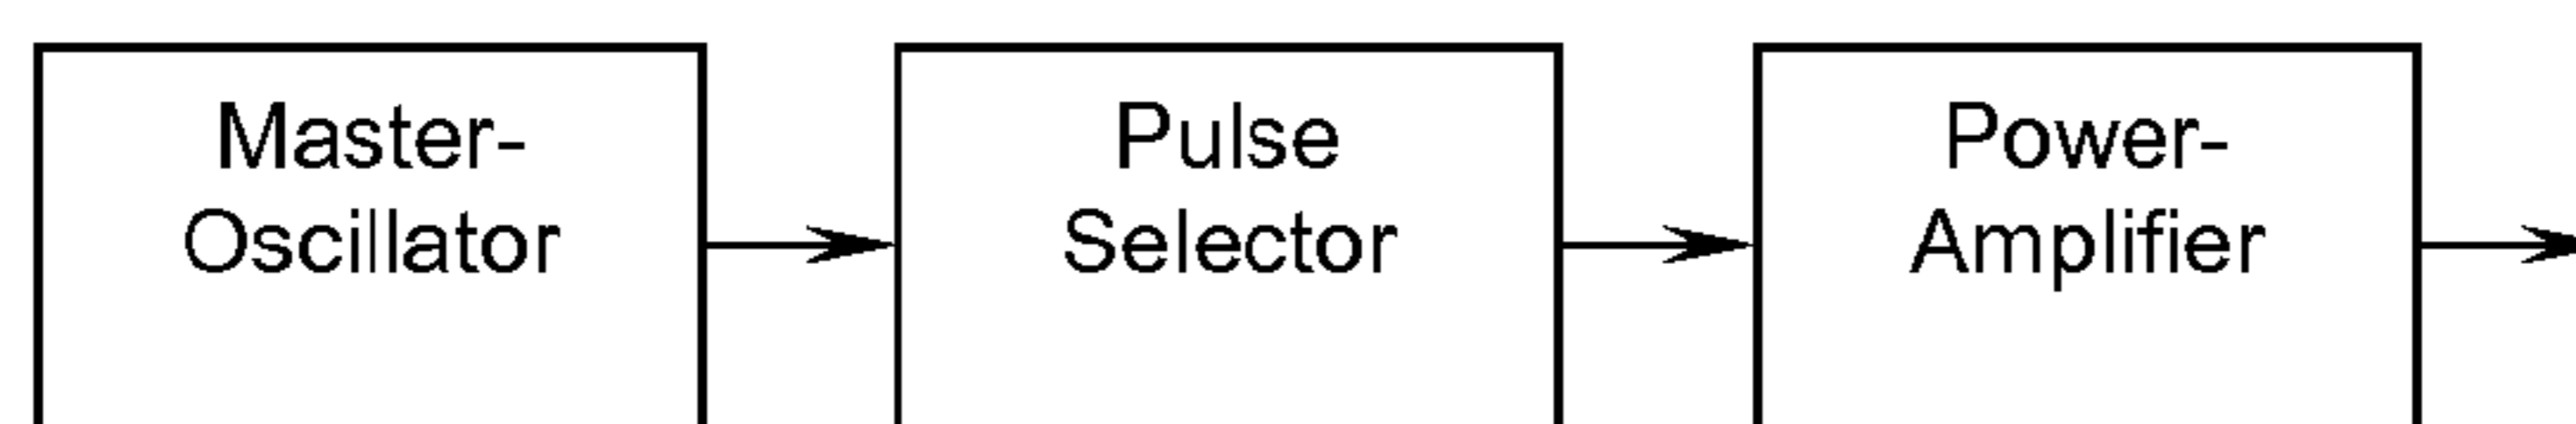 Master-
Oscillator
Pulse
Selector
Power-
Amplifier